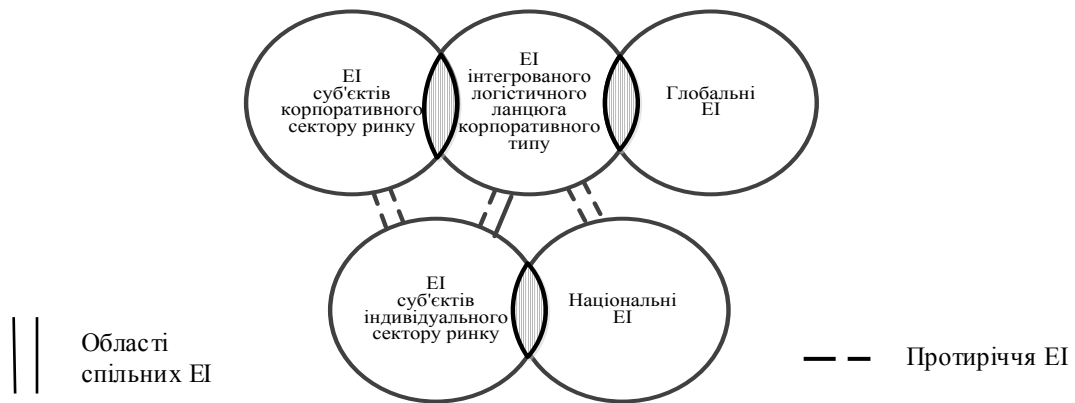 ЕІ
суб'єктів
корпоративного
сектору ринку
ЕІ
інтегрованого
логістичного
ланцюга
корпоративного
типу
Глобальні
ЕІ
ЕІ
суб'єктів
індивідуального
сектору ринку
Національні
ЕІ
Області
спільних ЕІ
Протиріччя ЕІ